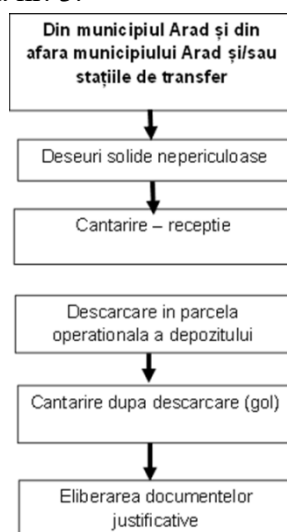 Din municipiul Arad și din
afara municipiului Arad și/sau
stațiile de transfer
Deseuri solide nepericuloase
Cantarire – receptie
Descarcare in parcela
operationala a depozitului
Cantarire dupa descarcare (gol)
Eliberarea documentelor
justificative